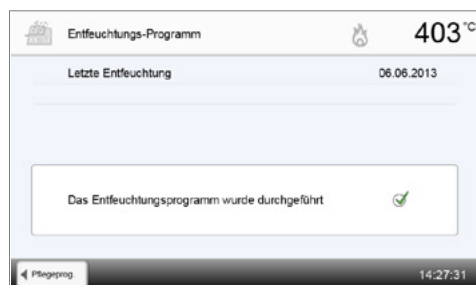 Entfeuchtungs-Programm
403 °C
Letzte Entfeuchtung 06.06.2013
Das Entfeuchtungsprogramm wurde durchgeführt
Pflegeprog. 14:27:31